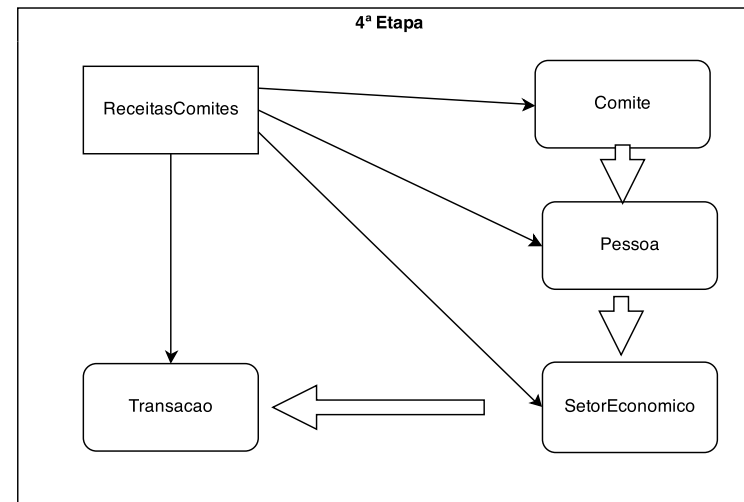 4ª Etapa
ReceitasComites
Comite
Pessoa
Transacao
SetorEconomico